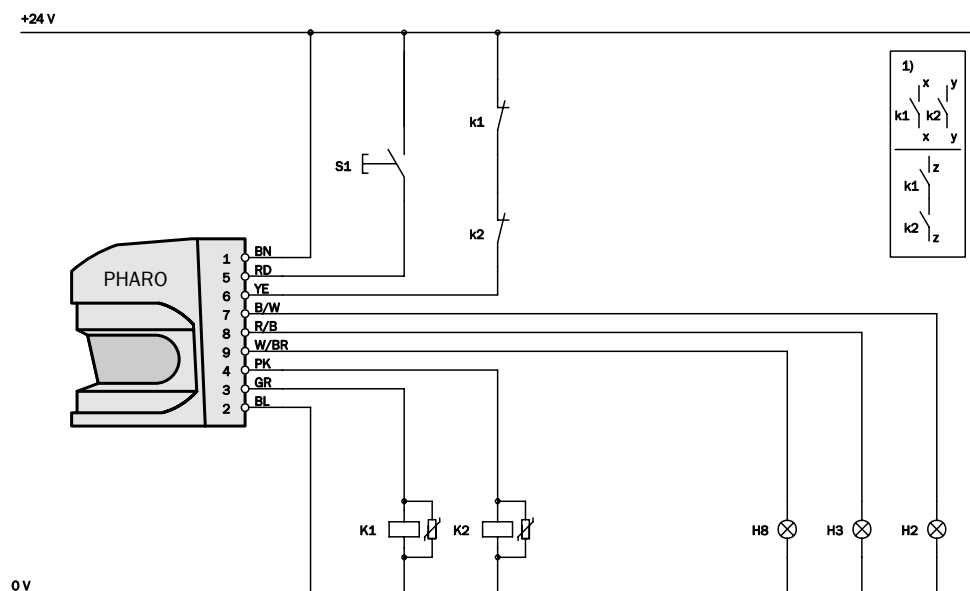 +24 V
1)
x y
k1 k2
x y
z
k1
k2
z
k1
S1
k2
PHARO
1 BN
5 RD
6 YE
7 B/W
8 R/B
9 W/BR
4 PK
3 GR
2 BL
K1 K2 H8 H3 H2
0 V